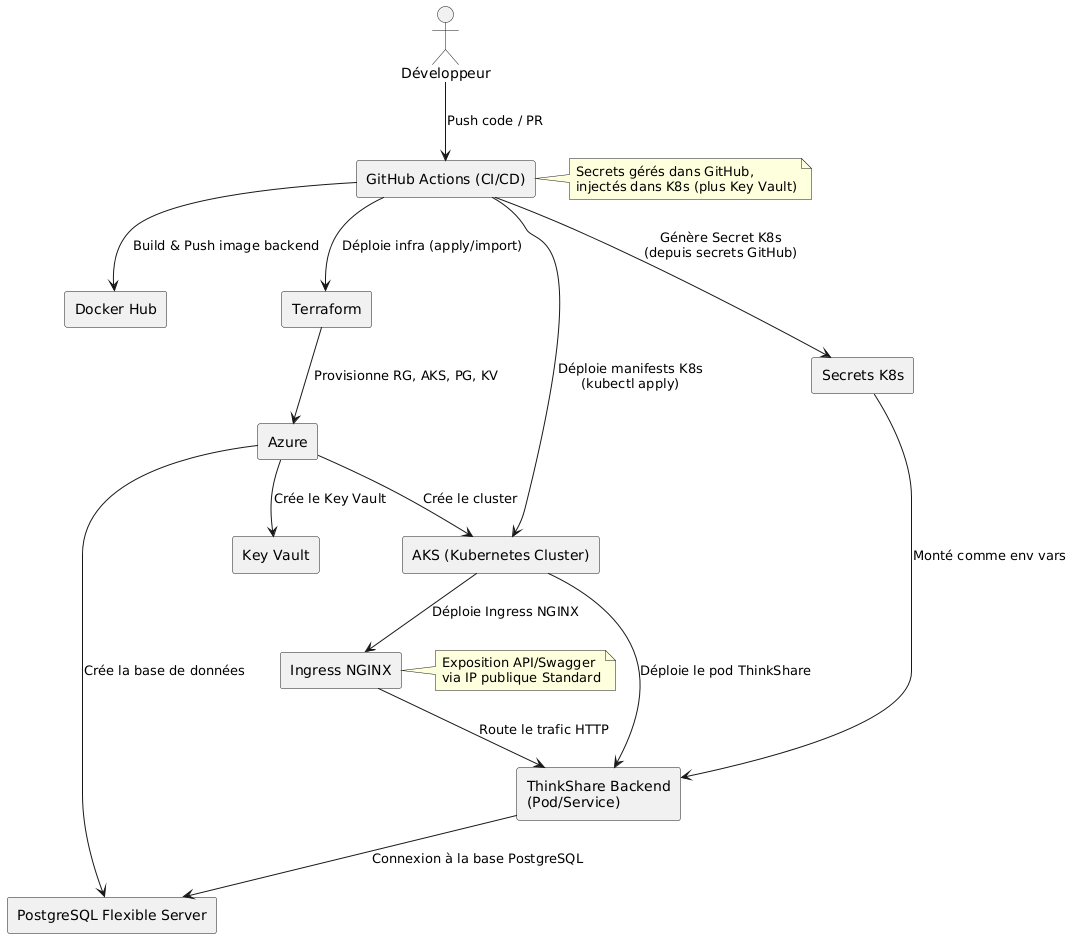 Développeur
Push code / PR
GitHub Actions (CI/CD)
Secrets gérés dans GitHub,
injectés dans K8s (plus Key Vault)
Build & Push image backend
Déploie infra (apply/import)
Génère Secret K8s
(depuis secrets GitHub)
Docker Hub
Terraform
Provisionne RG, AKS, PG, KV
Déploie manifests K8s
(kubectl apply)
Secrets K8s
Azure
Crée le Key Vault
Crée le cluster
Key Vault
AKS (Kubernetes Cluster)
Monté comme env vars
Déploie Ingress NGINX
Crée la base de données
Ingress NGINX
Exposition API/Swagger
via IP publique Standard
Déploie le pod ThinkShare
Route le trafic HTTP
ThinkShare Backend
(Pod/Service)
Connexion à la base PostgreSQL
PostgreSQL Flexible Server